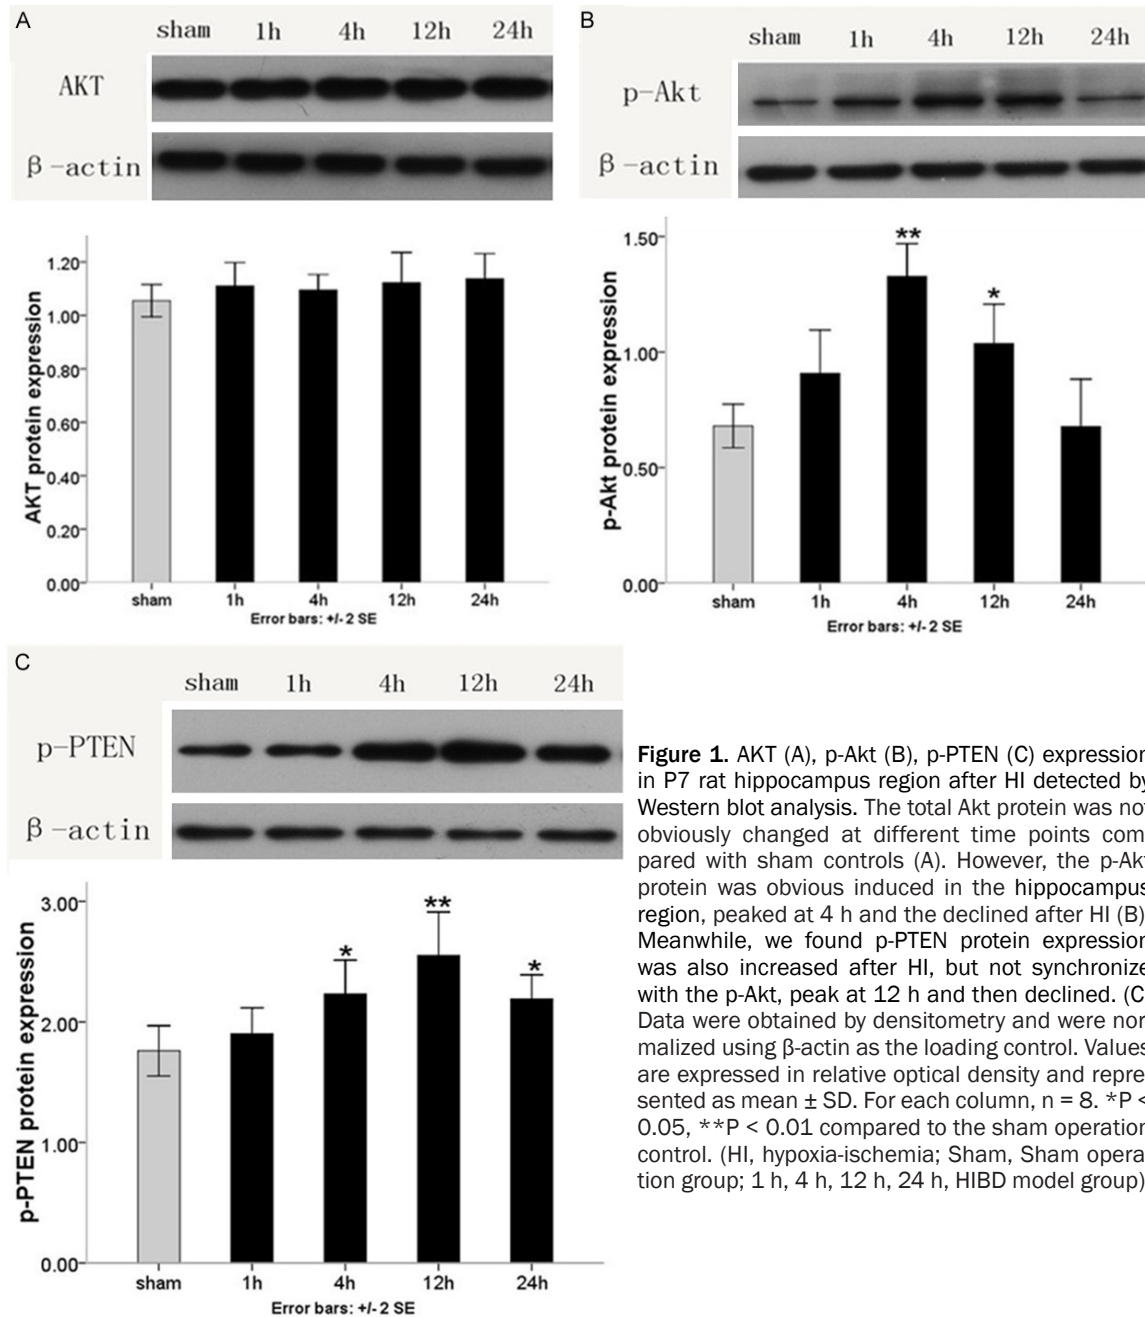 A
sham 1h 4h 12h 24h
AKT
β-actin
AKT protein expression
1.20
1.00
0.80
0.60
0.40
0.20
0.00
sham 1h 4h 12h 24h
Error bars: +/- 2 SE
B
sham 1h 4h 12h 24h
p-Akt
β-actin
p-Akt protein expression
1.50
1.00
0.50
0.00
**
*
sham 1h 4h 12h 24h
Error bars: +/- 2 SE
C
sham 1h 4h 12h 24h
p-PTEN
β-actin
p-PTEN protein expression
3.00
2.00
1.00
0.00
*
**
*
sham 1h 4h 12h 24h
Error bars: +/- 2 SE
Figure 1. AKT (A), p-Akt (B), p-PTEN (C) expression
in P7 rat hippocampus region after HI detected by
Western blot analysis. The total Akt protein was not
obviously changed at different time points com
pared with sham controls (A). However, the p-Akt
protein was obvious induced in the hippocampus
region, peaked at 4 h and the declined after HI (B)
Meanwhile, we found p-PTEN protein expression
was also increased after HI, but not synchronize
with the p-Akt, peak at 12 h and then declined. (C
Data were obtained by densitometry and were nor
malized using β-actin as the loading control. Values
are expressed in relative optical density and repre
sented as mean ± SD. For each column, n = 8. *P <
0.05, **P < 0.01 compared to the sham operation
control. (HI, hypoxia-ischemia; Sham, Sham opera
tion group; 1 h, 4 h, 12 h, 24 h, HIBD model group)